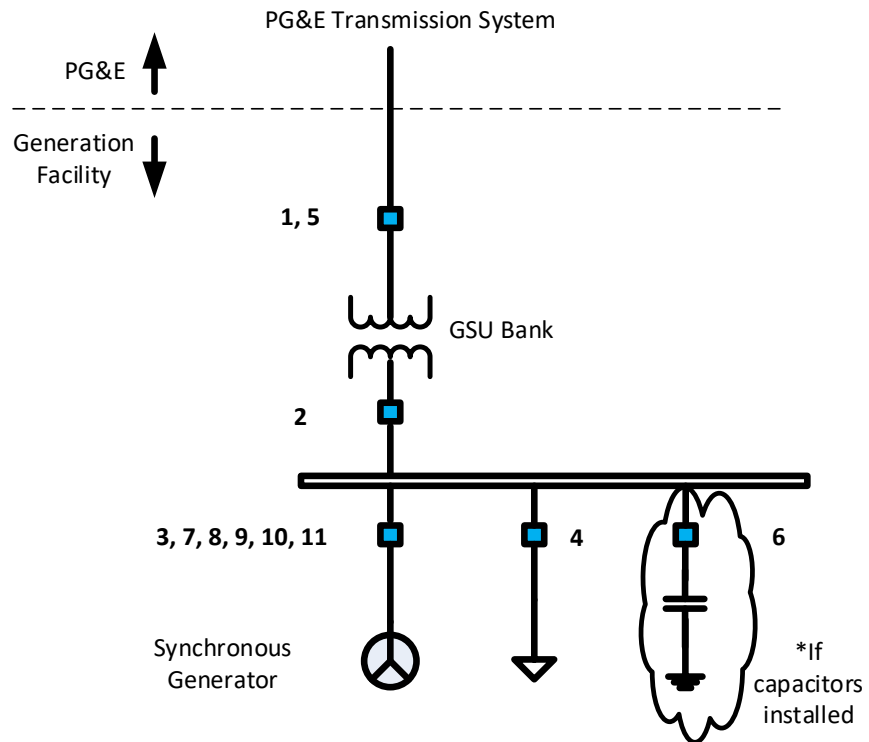 PG&E Transmission System
PG&E
Generation
Facility
1, 5
GSU Bank
2
3, 7, 8, 9, 10, 11
4
6
Synchronous
Generator
*If
capacitors
installed